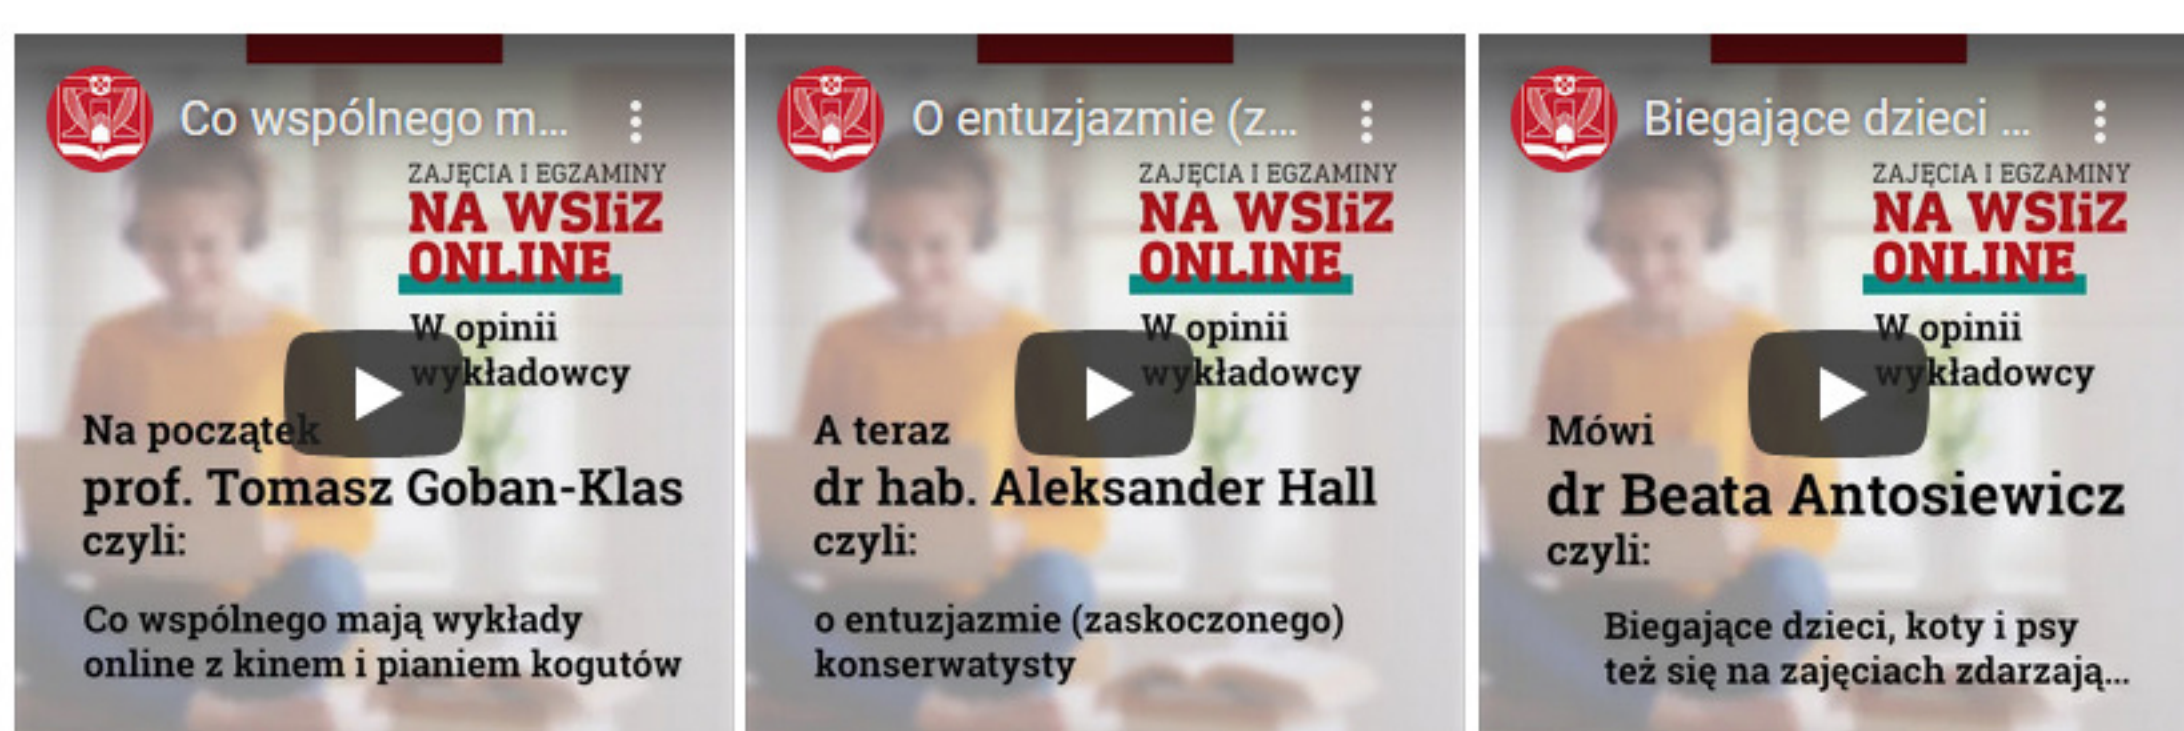 Co wspólnego m...
ZAJĘCIA I EGZAMINY
NA WSIiZ
ONLINE
W opinii
wykładowcy
Na początek
prof. Tomasz Goban-Klas
czyli:
Co wspólnego mają wykłady
online z kinem i pianiem kogutów
O entuzjazmie (z...
ZAJĘCIA I EGZAMINY
NA WSIiZ
ONLINE
W opinii
wykładowcy
A teraz
dr hab. Aleksander Hall
czyli:
o entuzjazmie (zaskoczonego)
konserwatysty
Biegające dzieci ...
ZAJĘCIA I EGZAMINY
NA WSIiZ
ONLINE
W opinii
wykładowcy
Mówi
dr Beata Antosiewicz
czyli:
Biegające dzieci, koty i psy
też się na zajęciach zdarzają...